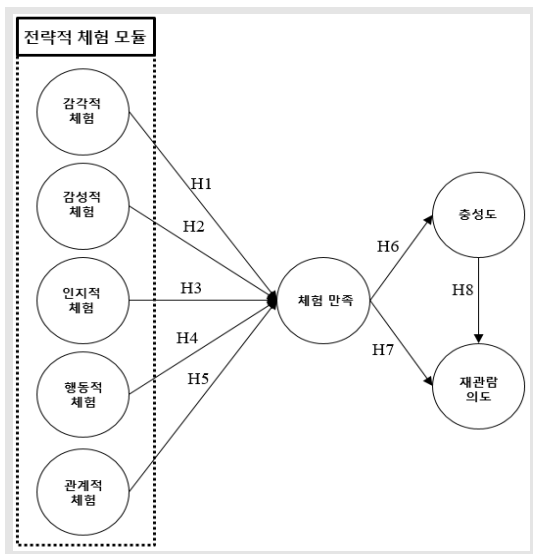 전략적 체험 모듈
감각적
체험
H1
감성적
체험
H2
인지적
체험
H3
행동적
체험
H4
관계적
체험
H5
체험 만족
H6
충성도
H7
H8
재관람
의도